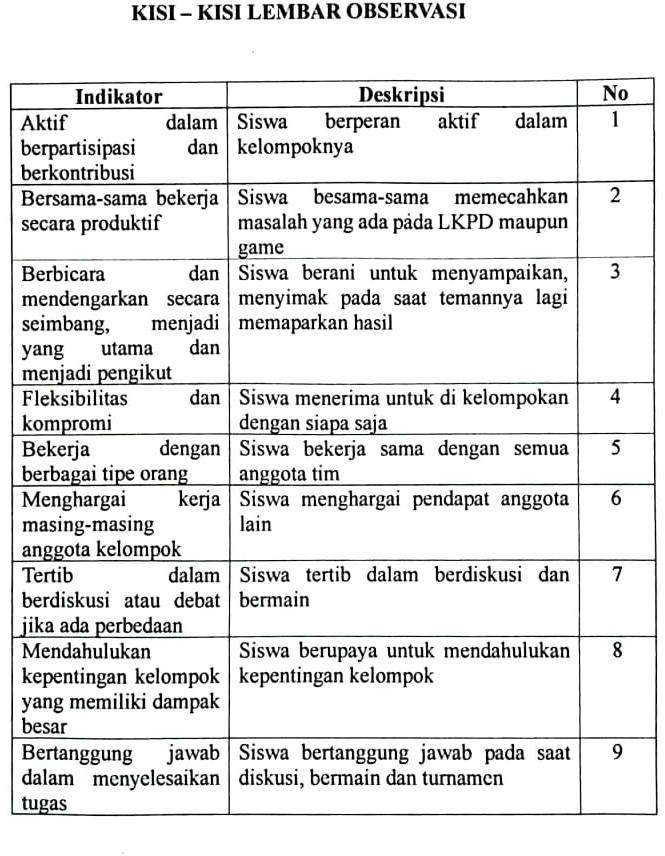 KISI – KISI LEMBAR OBSERVASI
Indikator Deskripsi No
Aktif dalam Siswa berperan aktif dalam 1
berpartisipasi dan kelompoknya
berkontribusi
Bersama-sama bekerja Siswa besama-sama memecahkan 2
secara produktif masalah yang ada pada LKPD maupun
game
Berbicara dan Siswa berani untuk menyampaikan, 3
mendengarkan secara menyimak pada saat temannya lagi
seimbang, menjadi memaparkan hasil
yang utama dan
menjadi pengikut
Fleksibilitas dan Siswa menerima untuk di kelompokan 4
kompromi dengan siapa saja
Bekerja dengan Siswa bekerja sama dengan semua 5
berbagai tipe orang anggota tim
Menghargai kerja Siswa menghargai pendapat anggota 6
masing-masing lain
anggota kelompok
Tertib dalam Siswa tertib dalam berdiskusi dan 7
berdiskusi atau debat bermain
jika ada perbedaan
Mendahulukan Siswa berupaya untuk mendahulukan 8
kepentingan kelompok kepentingan kelompok
yang memiliki dampak
besar
Bertanggung jawab Siswa bertanggung jawab pada saat 9
dalam menyelesaikan diskusi, bermain dan turnamen
tugas